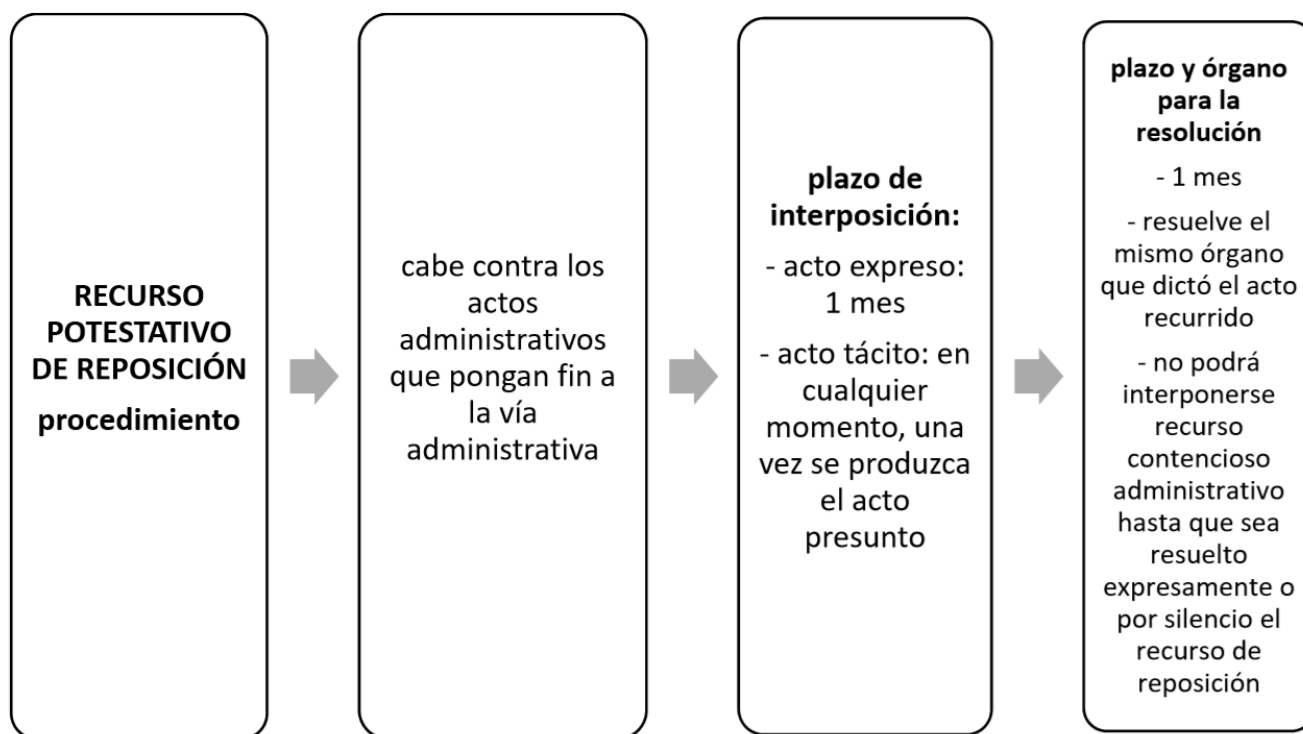 RECURSO
POTESTATIVO
DE REPOSICIÓN
procedimiento
cabe contra los
actos
administrativos
que pongan fin a
la vía
administrativa
plazo de
interposición:
- acto expreso:
1 mes
- acto tácito: en
cualquier
momento, una
vez se produzca
el acto
presunto
plazo y órgano
para la
resolución
- 1 mes
- resuelve el
mismo órgano
que dictó el acto
recurrido
- no podrá
interponerse
recurso
contencioso
administrativo
hasta que sea
resuelto
expresamente o
por silencio el
recurso de
reposición